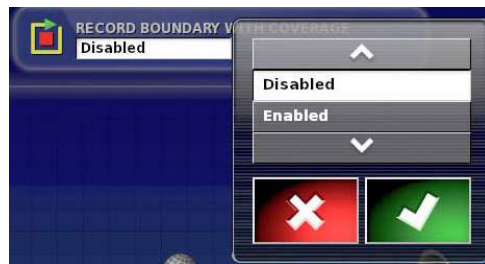 RECORD BOUNDARY WITH COVERAGE
Disabled
Disabled
Enabled